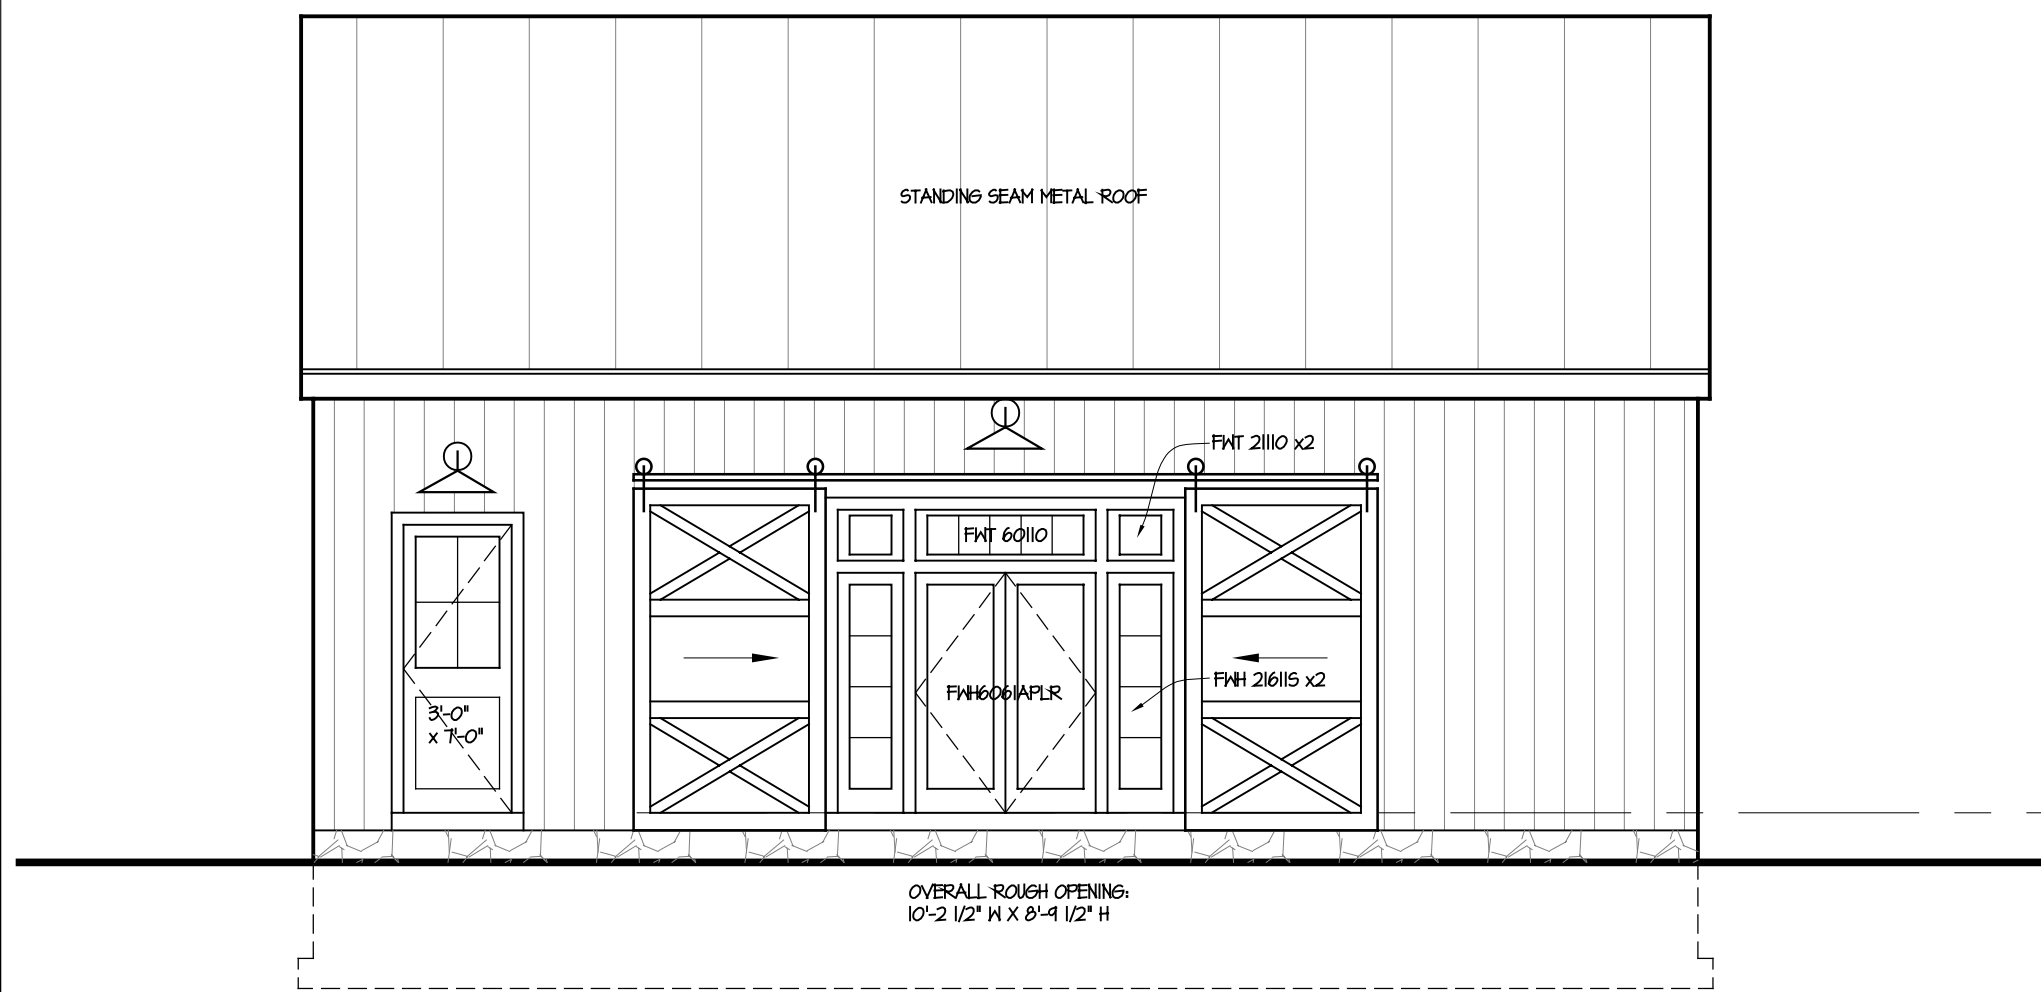 STANDING SEAM METAL ROOF
FWT 21110 x2
FWT 60110
FWH 21611S x2
FWH6061APLR
3'-0"
x 7'-0"
OVERALL ROUGH OPENING:
10'-2 1/2" W X 8'-9 1/2" H